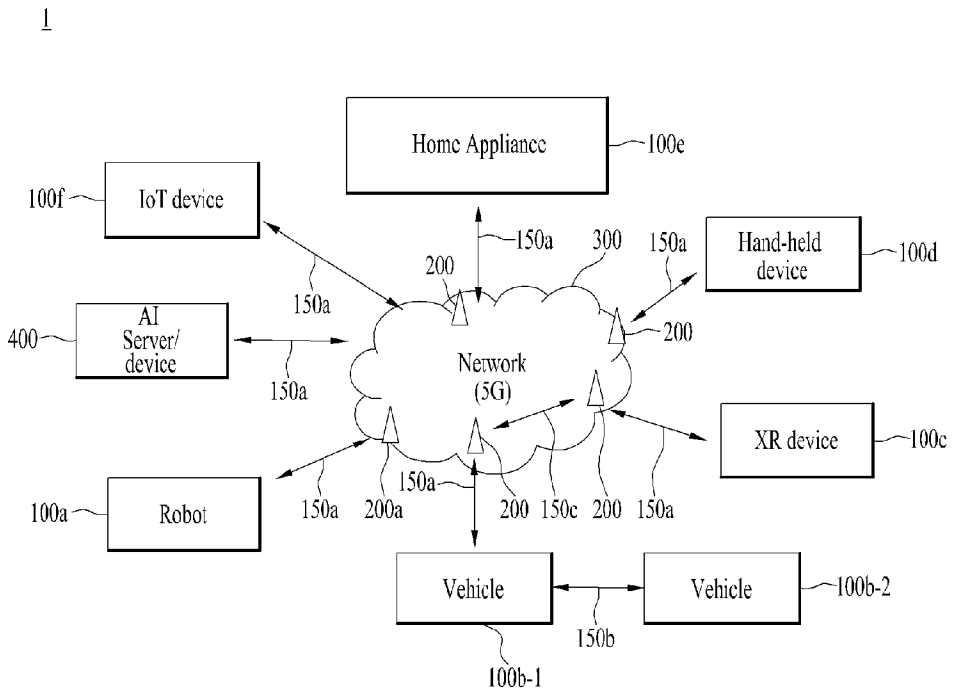 1
Home Appliance
100e
IoT device
100f
150a
200
150a
300
150a
Hand-held
device
100d
AI
Server/
device
400
150a
Network
(5G)
200
XR device
100c
150a
Robot
100a
150a
200a
150a
200
150c
200
150a
Vehicle
100b-1
150b
Vehicle
100b-2